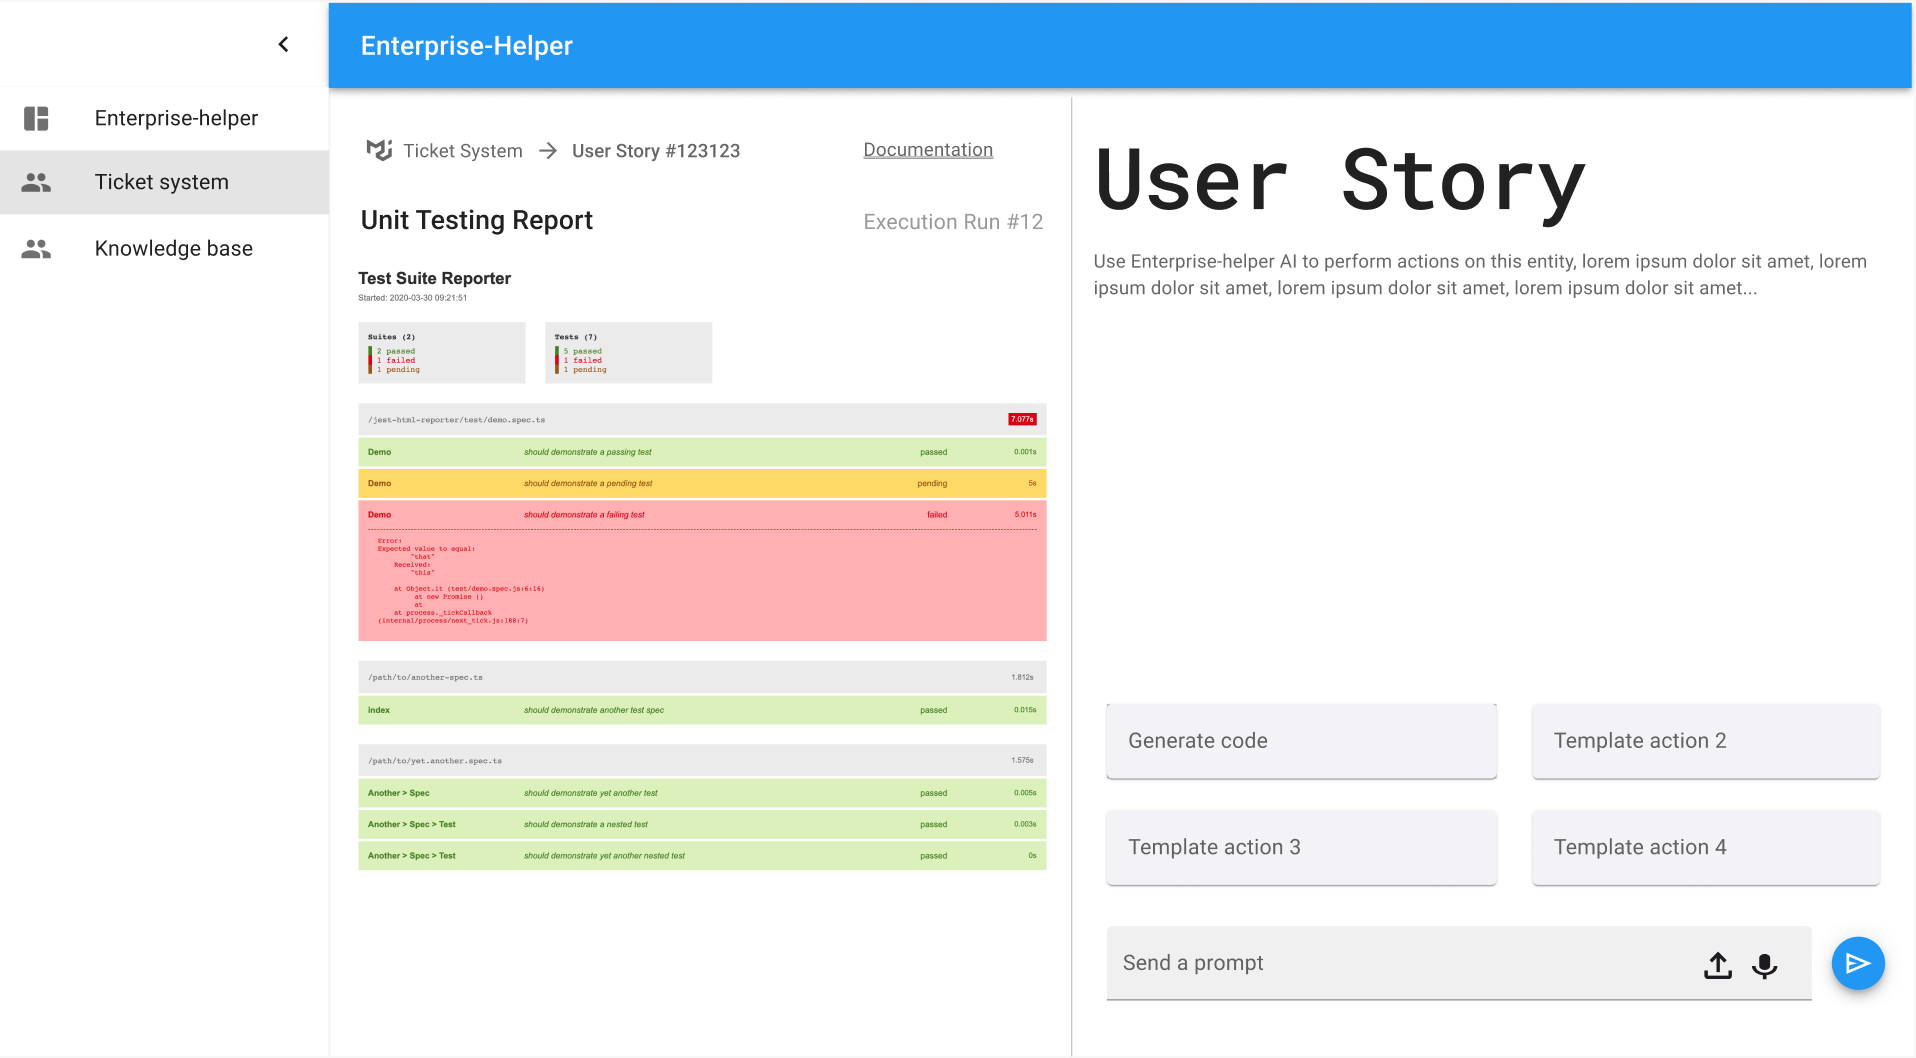 Enterprise-Helper
Enterprise-helper
Ticket system
Knowledge base
Ticket System → User Story #123123
Documentation
Unit Testing Report
Execution Run #12
Test Suite Reporter
Started: 2020-03-30 09:21:51
Suites (2)
2 passed
1 failed
1 pending
Tests (7)
5 passed
1 failed
1 pending
/jest-html-reporter/test/demo.spec.ts 7.077s
Demo should demonstrate a passing test passed 0.001s
Demo should demonstrate a pending test pending 5s
Demo should demonstrate a failing test failed 5.011s
Error:
Expected value to equal:
"that"
Received:
"this"
at Object.it (test/demo.spec.js:6:16)
at new Promise ()
at
at process._tickCallback
(internal/process/next_tick.js:188:7)
/path/to/another-spec.ts 1.812s
index should demonstrate another test spec passed 0.015s
/path/to/yet.another.spec.ts 1.575s
Another > Spec should demonstrate yet another test passed 0.005s
Another > Spec > Test should demonstrate a nested test passed 0.003s
Another > Spec > Test should demonstrate yet another nested test passed 0s
User Story
Use Enterprise-helper AI to perform actions on this entity, lorem ipsum dolor sit amet, lorem
ipsum dolor sit amet, lorem ipsum dolor sit amet, lorem ipsum dolor sit amet...
Generate code
Template action 2
Template action 3
Template action 4
Send a prompt